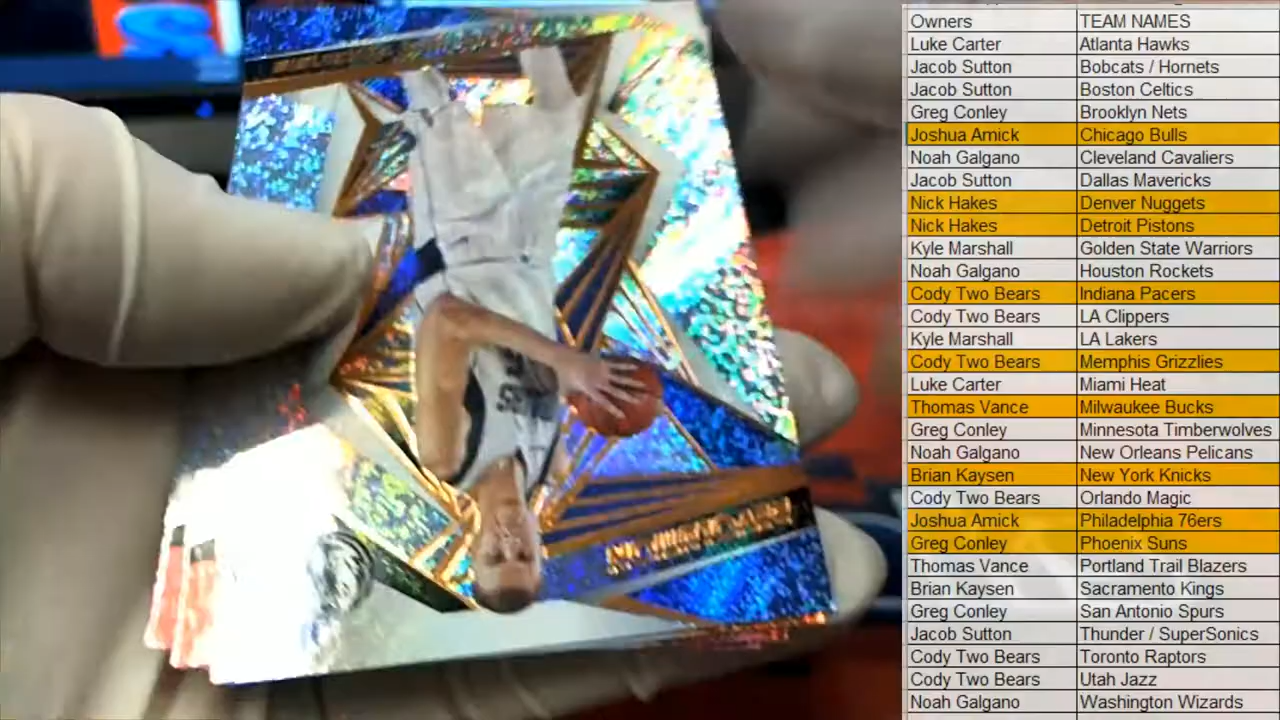 Owners TEAM NAMES
Luke Carter Atlanta Hawks
Jacob Sutton Bobcats / Hornets
Jacob Sutton Boston Celtics
Greg Conley Brooklyn Nets
Joshua Amick Chicago Bulls
Noah Galgano Cleveland Cavaliers
Jacob Sutton Dallas Mavericks
Nick Hakes Denver Nuggets
Nick Hakes Detroit Pistons
Kyle Marshall Golden State Warriors
Noah Galgano Houston Rockets
Cody Two Bears Indiana Pacers
Cody Two Bears LA Clippers
Kyle Marshall LA Lakers
Cody Two Bears Memphis Grizzlies
Luke Carter Miami Heat
Thomas Vance Milwaukee Bucks
Greg Conley Minnesota Timberwolves
Noah Galgano New Orleans Pelicans
Brian Kaysen New York Knicks
Cody Two Bears Orlando Magic
Joshua Amick Philadelphia 76ers
Greg Conley Phoenix Suns
Thomas Vance Portland Trail Blazers
Brian Kaysen Sacramento Kings
Greg Conley San Antonio Spurs
Jacob Sutton Thunder / SuperSonics
Cody Two Bears Toronto Raptors
Cody Two Bears Utah Jazz
Noah Galgano Washington Wizards